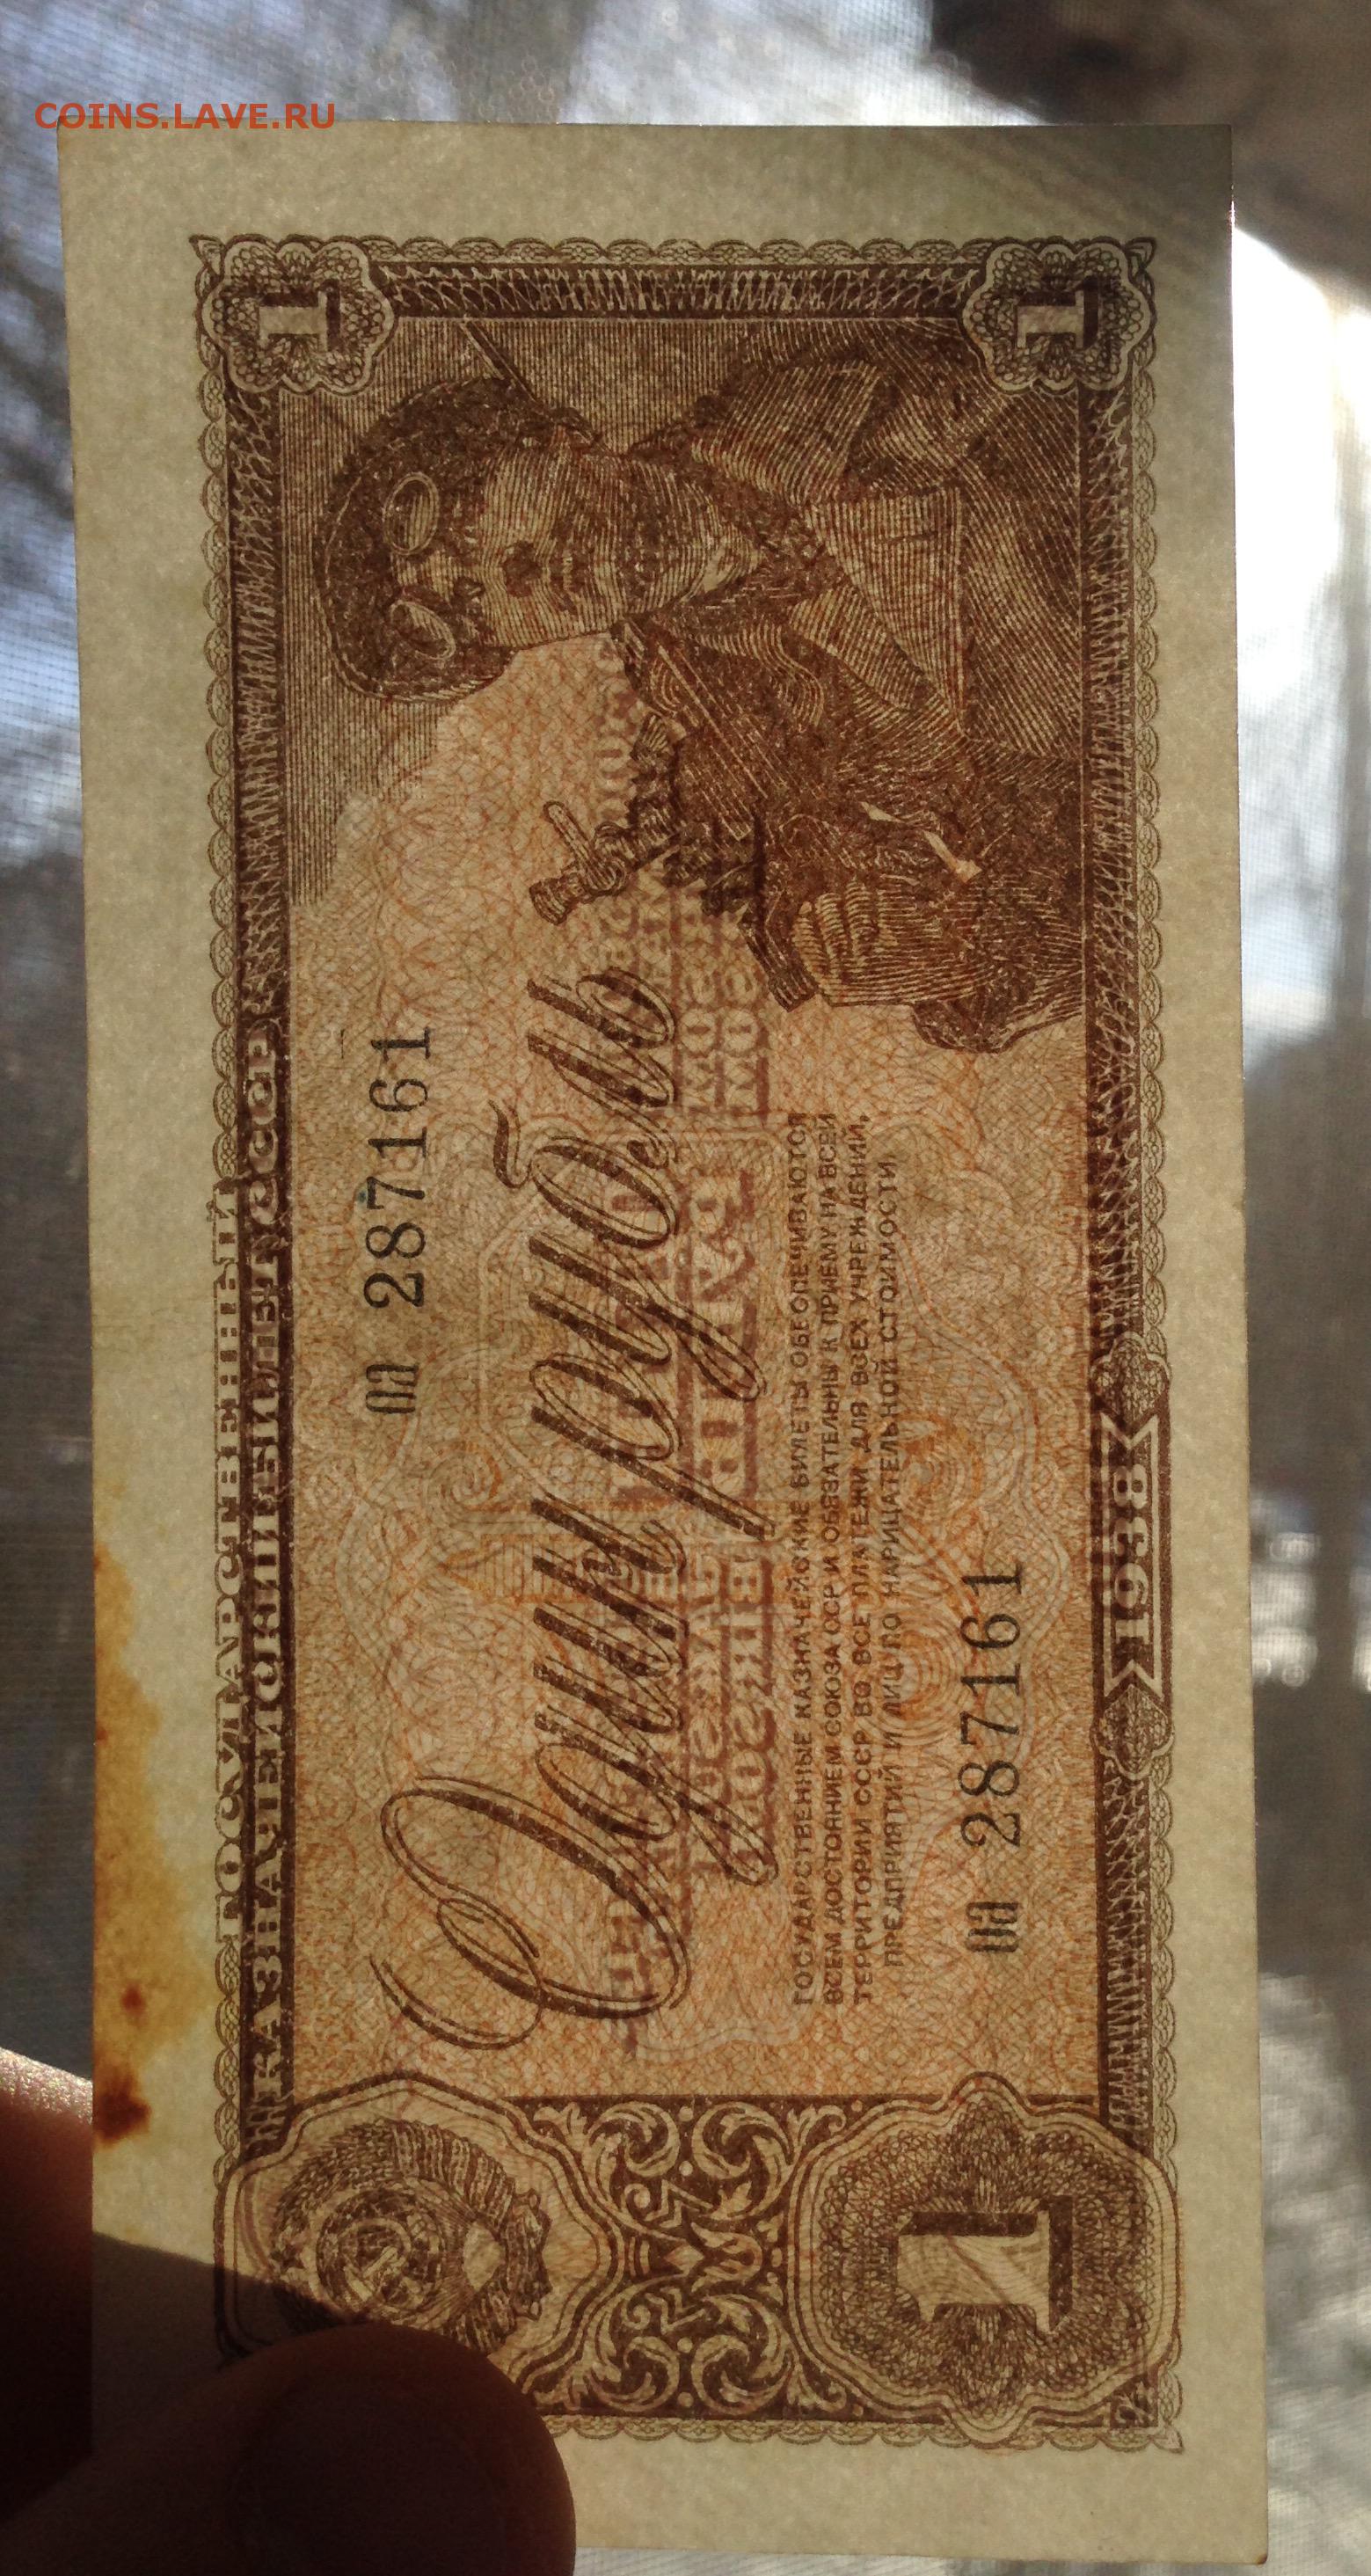 COINS.LAVE.RU
ГОСУДАРСТВЕННЫЙ
КАЗНАЧЕЙСКИЙ БИЛЕТ СССР
1
1
Оа 287161
Один рубль
ГОСУДАРСТВЕННЫЕ КАЗНАЧЕЙСКИЕ БИЛЕТЫ ОБЕСПЕЧИВАЮТСЯ
ВСЕМ ДОСТОЯНИЕМ СОЮЗА ССР И ОБЯЗАТЕЛЬНЫ К ПРИЕМУ НА ВСЕЙ
ТЕРРИТОРИИ СССР ВО ВСЕ ПЛАТЕЖИ ДЛЯ ВСЕХ УЧРЕЖДЕНИЙ,
ПРЕДПРИЯТИЙ И ЛИЦ ПО НАРИЦАТЕЛЬНОЙ СТОИМОСТИ
Оа 287161
1
1938